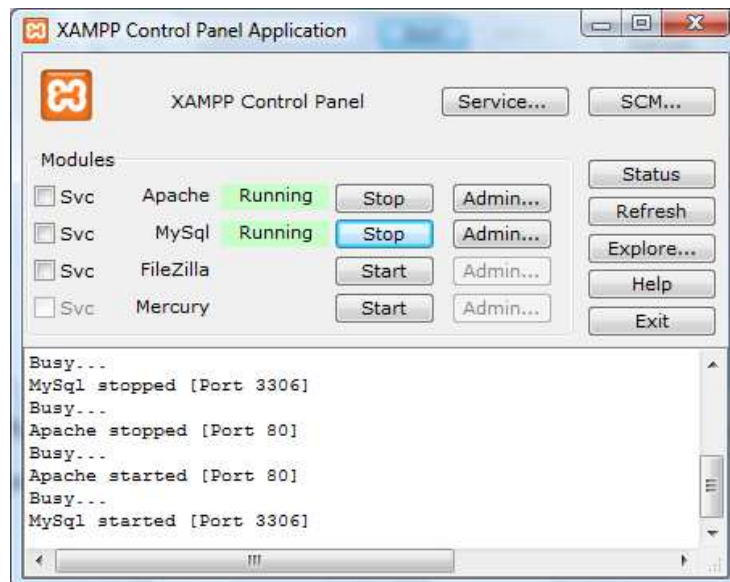 XAMPP Control Panel Application
XAMPP Control Panel Service... SCM...
Modules
Svc Apache Running Stop Admin...
Svc MySql Running Stop Admin...
Svc FileZilla Start Admin...
Svc Mercury Start Admin...
Status
Refresh
Explore...
Help
Exit
Busy...
MySql stopped [Port 3306]
Busy...
Apache stopped [Port 80]
Busy...
Apache started [Port 80]
Busy...
MySql started [Port 3306]